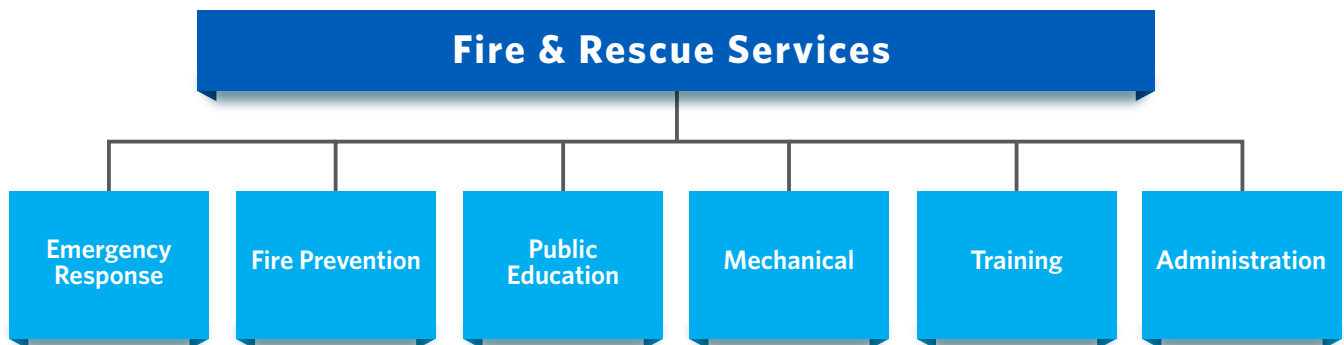 Fire & Rescue Services
Emergency
Response
Fire Prevention
Public
Education
Mechanical
Training
Administration